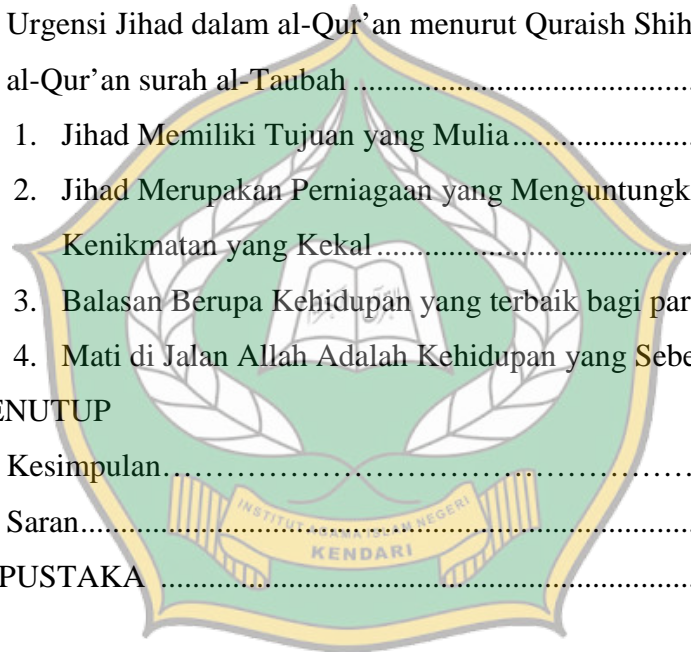 Urgensi Jihad dalam al-Qur’an menurut Quraish Shih
al-Qur’an surah al-Taubah ........................................
1. Jihad Memiliki Tujuan yang Mulia........................
2. Jihad Merupakan Perniagaan yang Menguntungk
Kenikmatan yang Kekal ........................................
3. Balasan Berupa Kehidupan yang terbaik bagi par
4. Mati di Jalan Allah Adalah Kehidupan yang Sebe
ENUTUP
Kesimpulan……………………………………
Saran........................................................................
PUSTAKA ........................................................
INSTITUT AGAMA ISLAM NEGERI
KENDARI